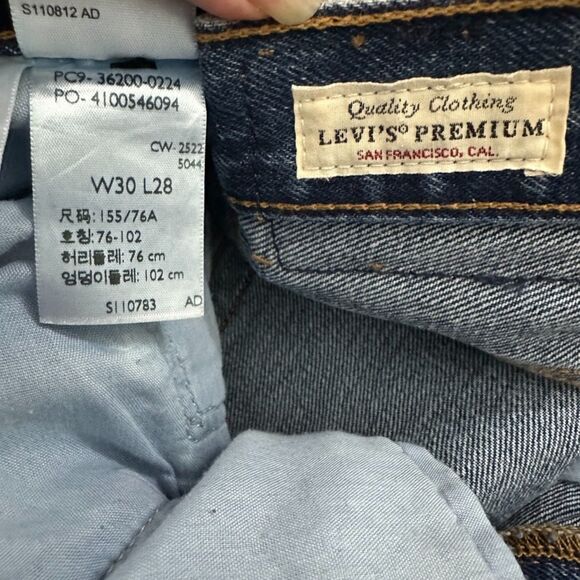 S110812 AD
PC9- 36200-0224
PO- 4100546094
CW-2522
5044
W30 L28
尺码: 155/76A
호칭: 76-102
허리둘레: 76 cm
엉덩이둘레: 102 cm
S110783 AD
Quality Clothing
LEVI'S® PREMIUM
SAN FRANCISCO, CAL.